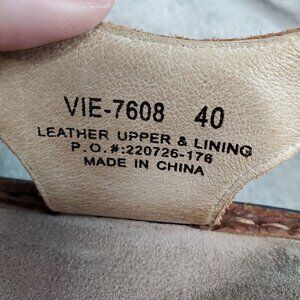 VIE-7608 40
LEATHER UPPER & LINING
P.O.#:220726-176
MADE IN CHINA